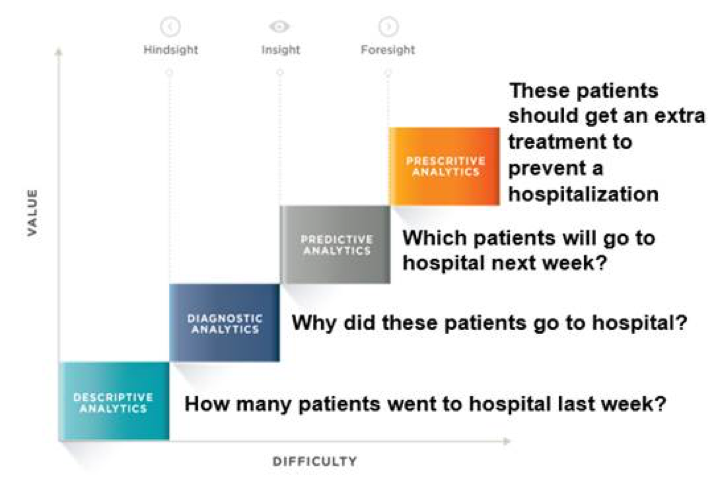 Hindsight
Insight
Foresight
These patients
should get an extra
treatment to
prevent a
hospitalization
PRESCRITIVE
ANALYTICS
VALUE
PREDICTIVE
ANALYTICS
Which patients will go to
hospital next week?
DIAGNOSTIC
ANALYTICS
Why did these patients go to hospital?
DESCRIPTIVE
ANALYTICS
How many patients went to hospital last week?
DIFFICULTY